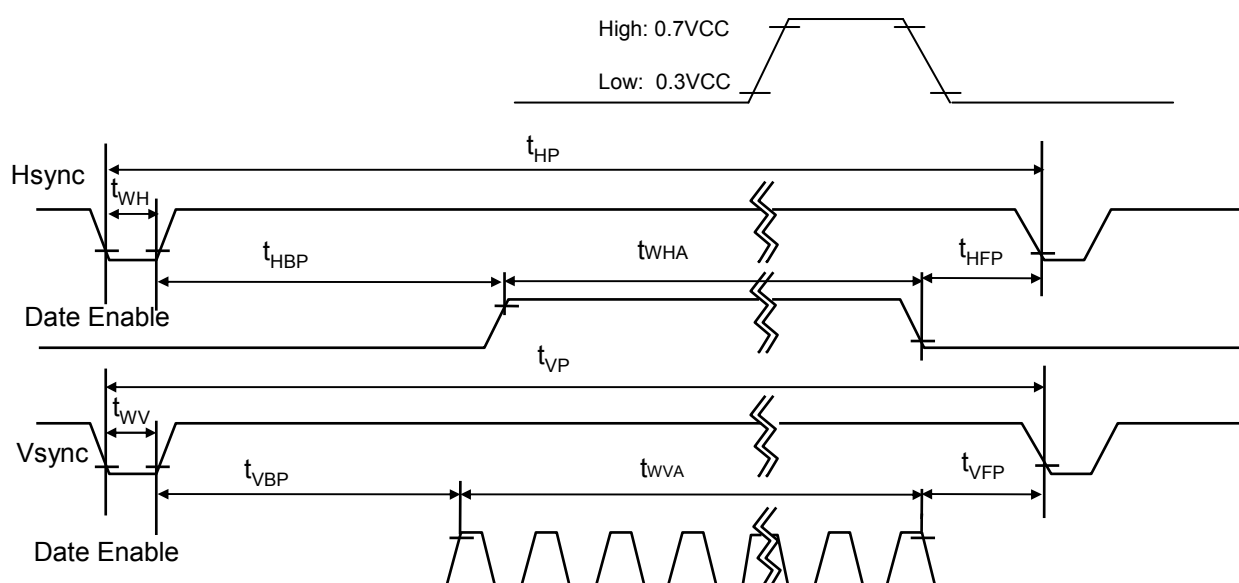 High: 0.7VCC
Low: 0.3VCC
tHP
Hsync
tWH
tHBP
tWHA
tHFP
Date Enable
tVP
tWV
Vsync
tVBP
tWVA
tVFP
Date Enable